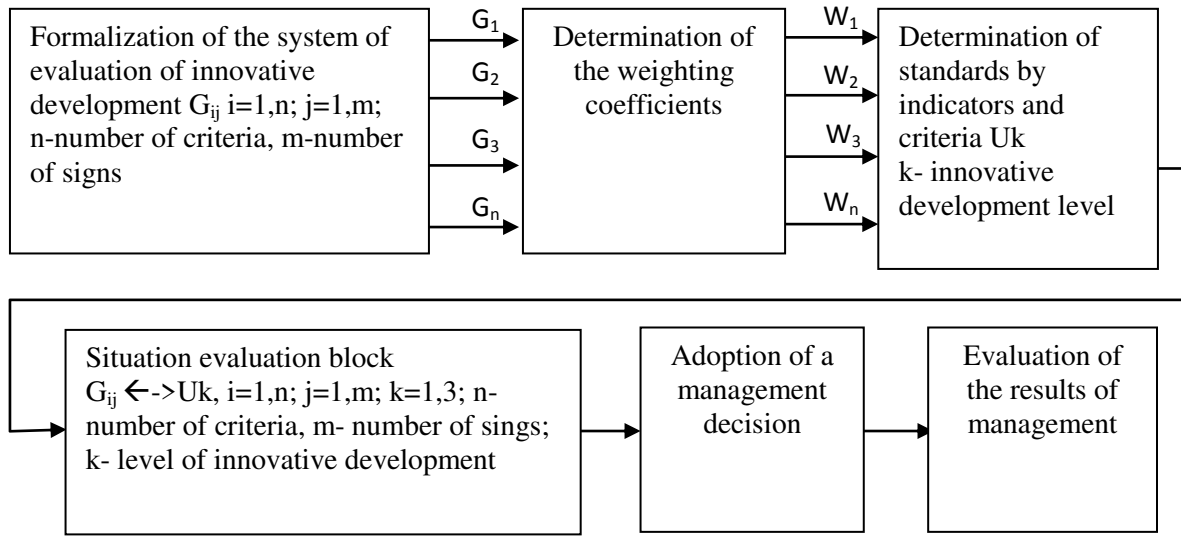 Formalization of the system of
evaluation of innovative
development G_ij i=1,n; j=1,m;
n-number of criteria, m-number
of signs
G₁
G₂
G₃
Gₙ
Determination of
the weighting
coefficients
W₁
W₂
W₃
Wₙ
Determination of
standards by
indicators and
criteria Uk
k- innovative
development level
Situation evaluation block
G_ij ←->Uk, i=1,n; j=1,m; k=1,3; n-
number of criteria, m- number of sings;
k- level of innovative development
Adoption of a
management
decision
Evaluation of
the results of
management